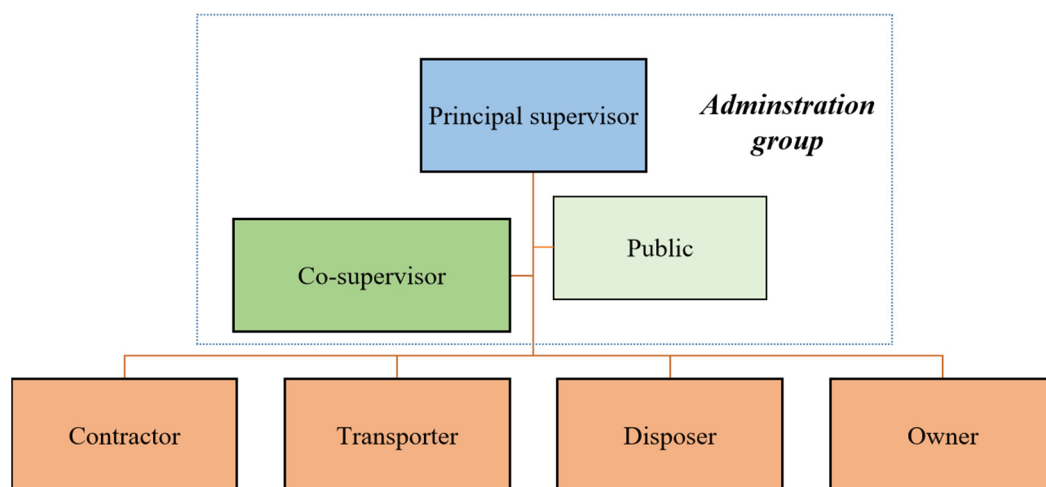 Principal supervisor
Adminstration
group
Public
Co-supervisor
Contractor
Transporter
Disposer
Owner